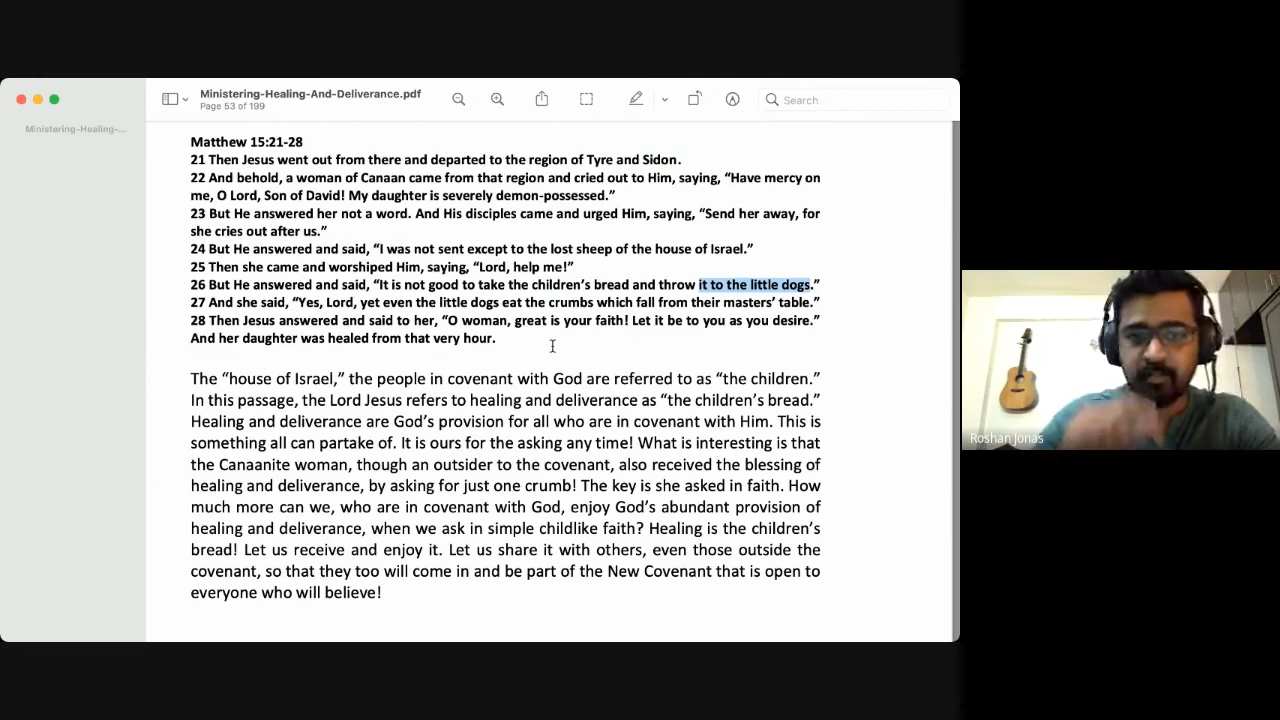 Ministering-Healing-And-Deliverance.pdf
Page 53 of 199
Search
Ministering-Healing-...
Matthew 15:21-28
21 Then Jesus went out from there and departed to the region of Tyre and Sidon.
22 And behold, a woman of Canaan came from that region and cried out to Him, saying, “Have mercy on
me, O Lord, Son of David! My daughter is severely demon-possessed.”
23 But He answered her not a word. And His disciples came and urged Him, saying, “Send her away, for
she cries out after us.”
24 But He answered and said, “I was not sent except to the lost sheep of the house of Israel.”
25 Then she came and worshiped Him, saying, “Lord, help me!”
26 But He answered and said, “It is not good to take the children’s bread and throw it to the little dogs.”
27 And she said, “Yes, Lord, yet even the little dogs eat the crumbs which fall from their masters’ table.”
28 Then Jesus answered and said to her, “O woman, great is your faith! Let it be to you as you desire.”
And her daughter was healed from that very hour.
The “house of Israel,” the people in covenant with God are referred to as “the children.”
In this passage, the Lord Jesus refers to healing and deliverance as “the children’s bread.”
Healing and deliverance are God’s provision for all who are in covenant with Him. This is
something all can partake of. It is ours for the asking any time! What is interesting is that
the Canaanite woman, though an outsider to the covenant, also received the blessing of
healing and deliverance, by asking for just one crumb! The key is she asked in faith. How
much more can we, who are in covenant with God, enjoy God’s abundant provision of
healing and deliverance, when we ask in simple childlike faith? Healing is the children’s
bread! Let us receive and enjoy it. Let us share it with others, even those outside the
covenant, so that they too will come in and be part of the New Covenant that is open to
everyone who will believe!
Roshan Jonas